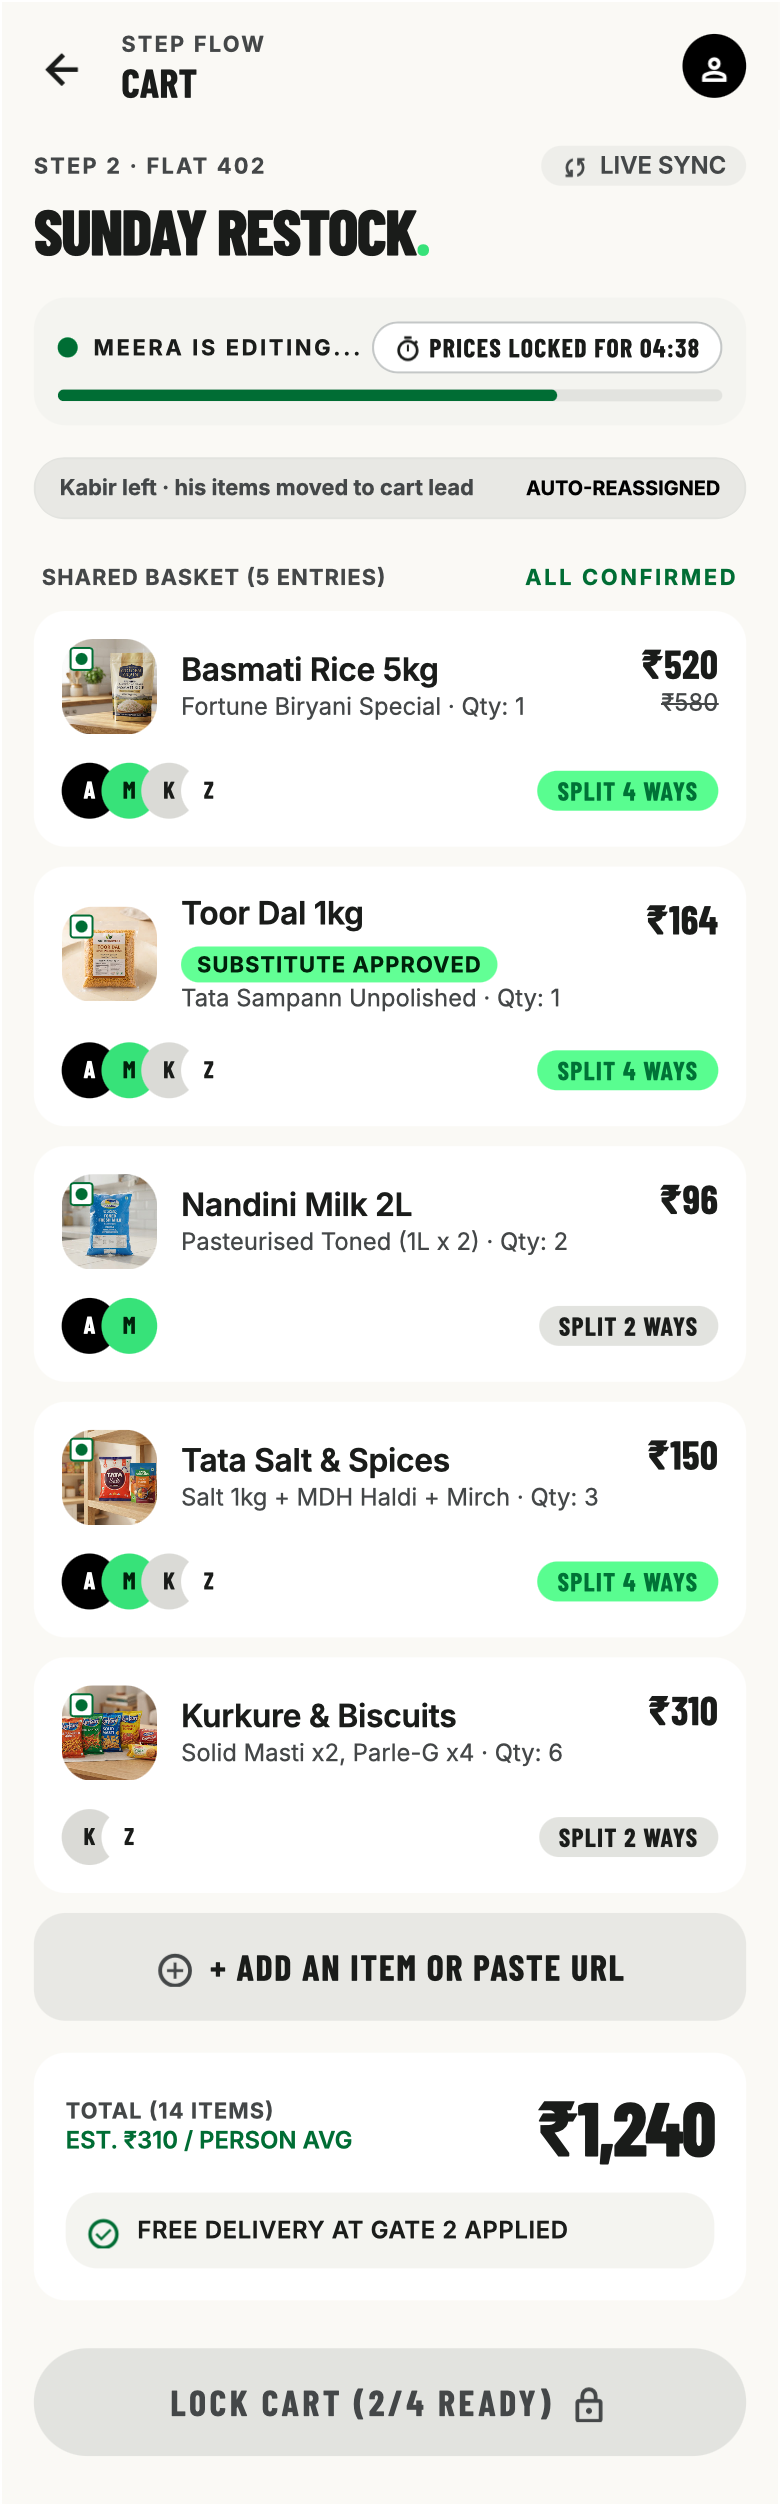 STEP FLOW
CART
STEP 2 · FLAT 402
LIVE SYNC
SUNDAY RESTOCK.
MEERA IS EDITING...
PRICES LOCKED FOR 04:38
Kabir left · his items moved to cart lead
AUTO-REASSIGNED
SHARED BASKET (5 ENTRIES)
ALL CONFIRMED
Basmati Rice 5kg
₹520
Fortune Biryani Special · Qty: 1
₹580
A M K Z
SPLIT 4 WAYS
Toor Dal 1kg
₹164
SUBSTITUTE APPROVED
Tata Sampann Unpolished · Qty: 1
TOOR DAL
A M K Z
SPLIT 4 WAYS
Nandini Milk 2L
₹96
Pasteurised Toned (1L x 2) · Qty: 2
A M
SPLIT 2 WAYS
Tata Salt & Spices
₹150
Salt 1kg + MDH Haldi + Mirch · Qty: 3
TATA
Salt
A M K Z
SPLIT 4 WAYS
Kurkure & Biscuits
₹310
Solid Masti x2, Parle-G x4 · Qty: 6
K Z
SPLIT 2 WAYS
+ ADD AN ITEM OR PASTE URL
TOTAL (14 ITEMS)
EST. ₹310 / PERSON AVG
₹1,240
FREE DELIVERY AT GATE 2 APPLIED
LOCK CART (2/4 READY)